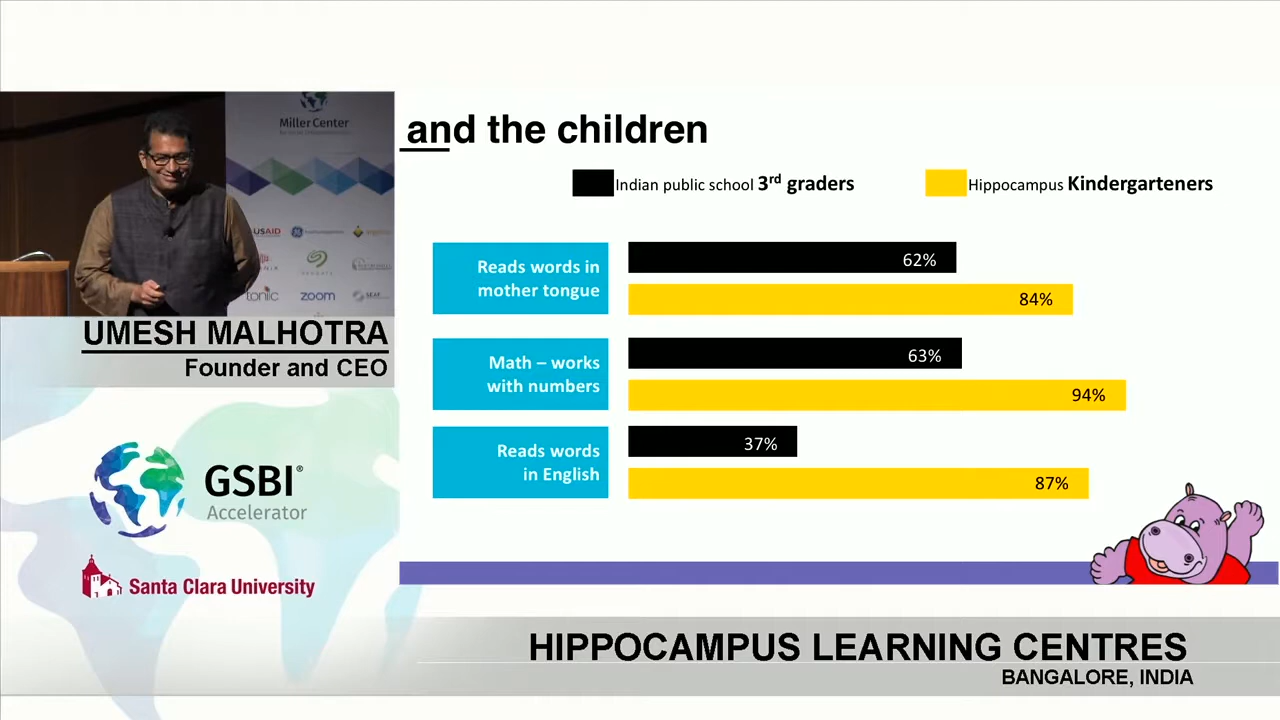 Miller Center
USAID
toniic
zoom
SEAF
UMESH MALHOTRA
Founder and CEO
GSBI®
Accelerator
Santa Clara University
and the children
Indian public school 3rd graders
Hippocampus Kindergarteners
Reads words in
mother tongue
62%
84%
Math – works
with numbers
63%
94%
Reads words
in English
37%
87%
HIPPOCAMPUS LEARNING CENTRES
BANGALORE, INDIA